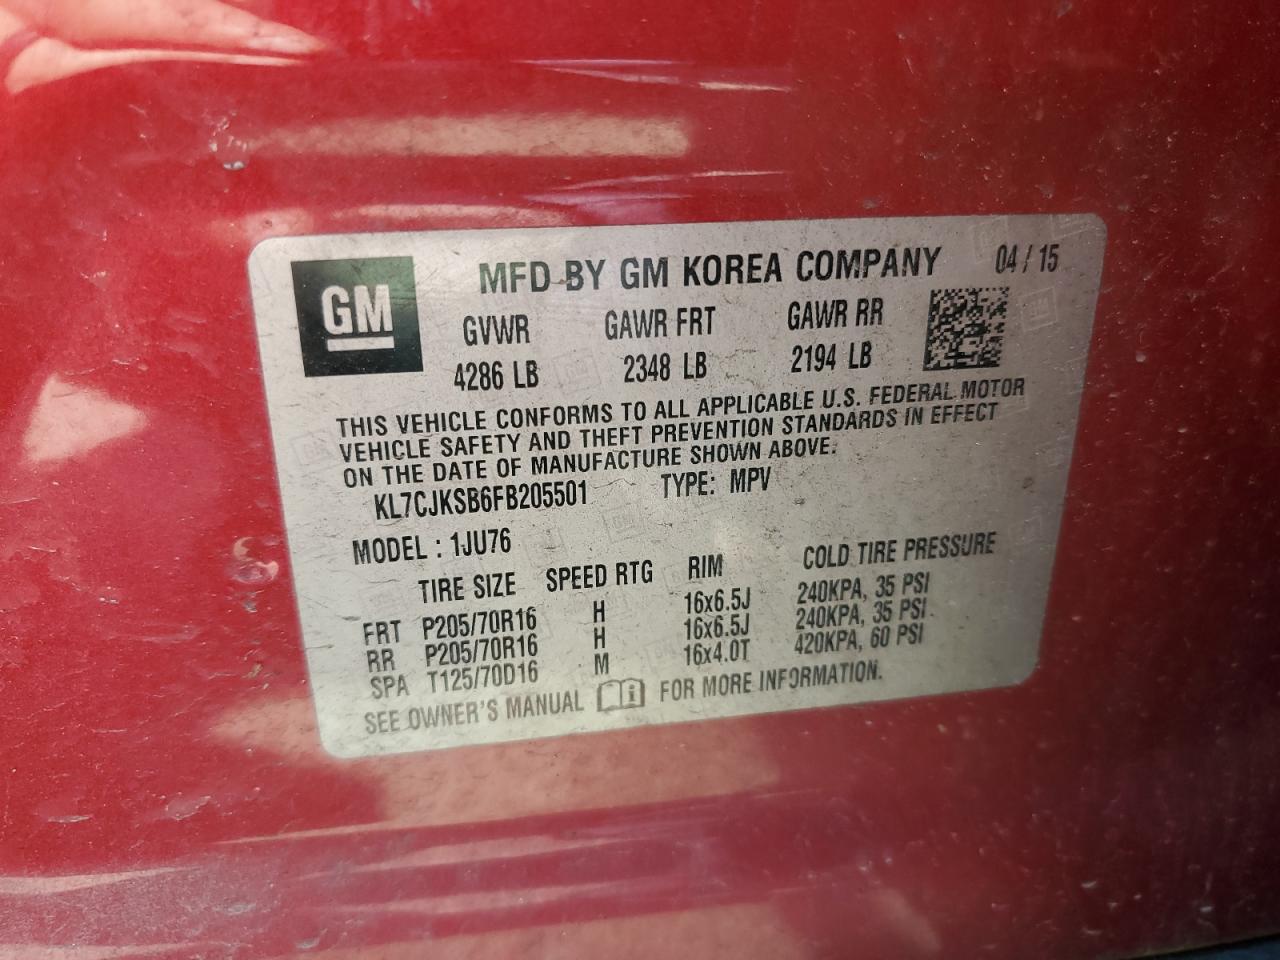 GM
MFD BY GM KOREA COMPANY 04 / 15
GVWR GAWR FRT GAWR RR
4286 LB 2348 LB 2194 LB
THIS VEHICLE CONFORMS TO ALL APPLICABLE U.S. FEDERAL MOTOR
VEHICLE SAFETY AND THEFT PREVENTION STANDARDS IN EFFECT
ON THE DATE OF MANUFACTURE SHOWN ABOVE.
KL7CJKSB6FB205501 TYPE: MPV
MODEL : 1JU76
TIRE SIZE SPEED RTG RIM COLD TIRE PRESSURE
FRT P205/70R16 H 16x6.5J 240KPA, 35 PSI
RR P205/70R16 H 16x6.5J 240KPA, 35 PSI
SPA T125/70D16 M 16x4.0T 420KPA, 60 PSI
SEE OWNER'S MANUAL i FOR MORE INFORMATION.